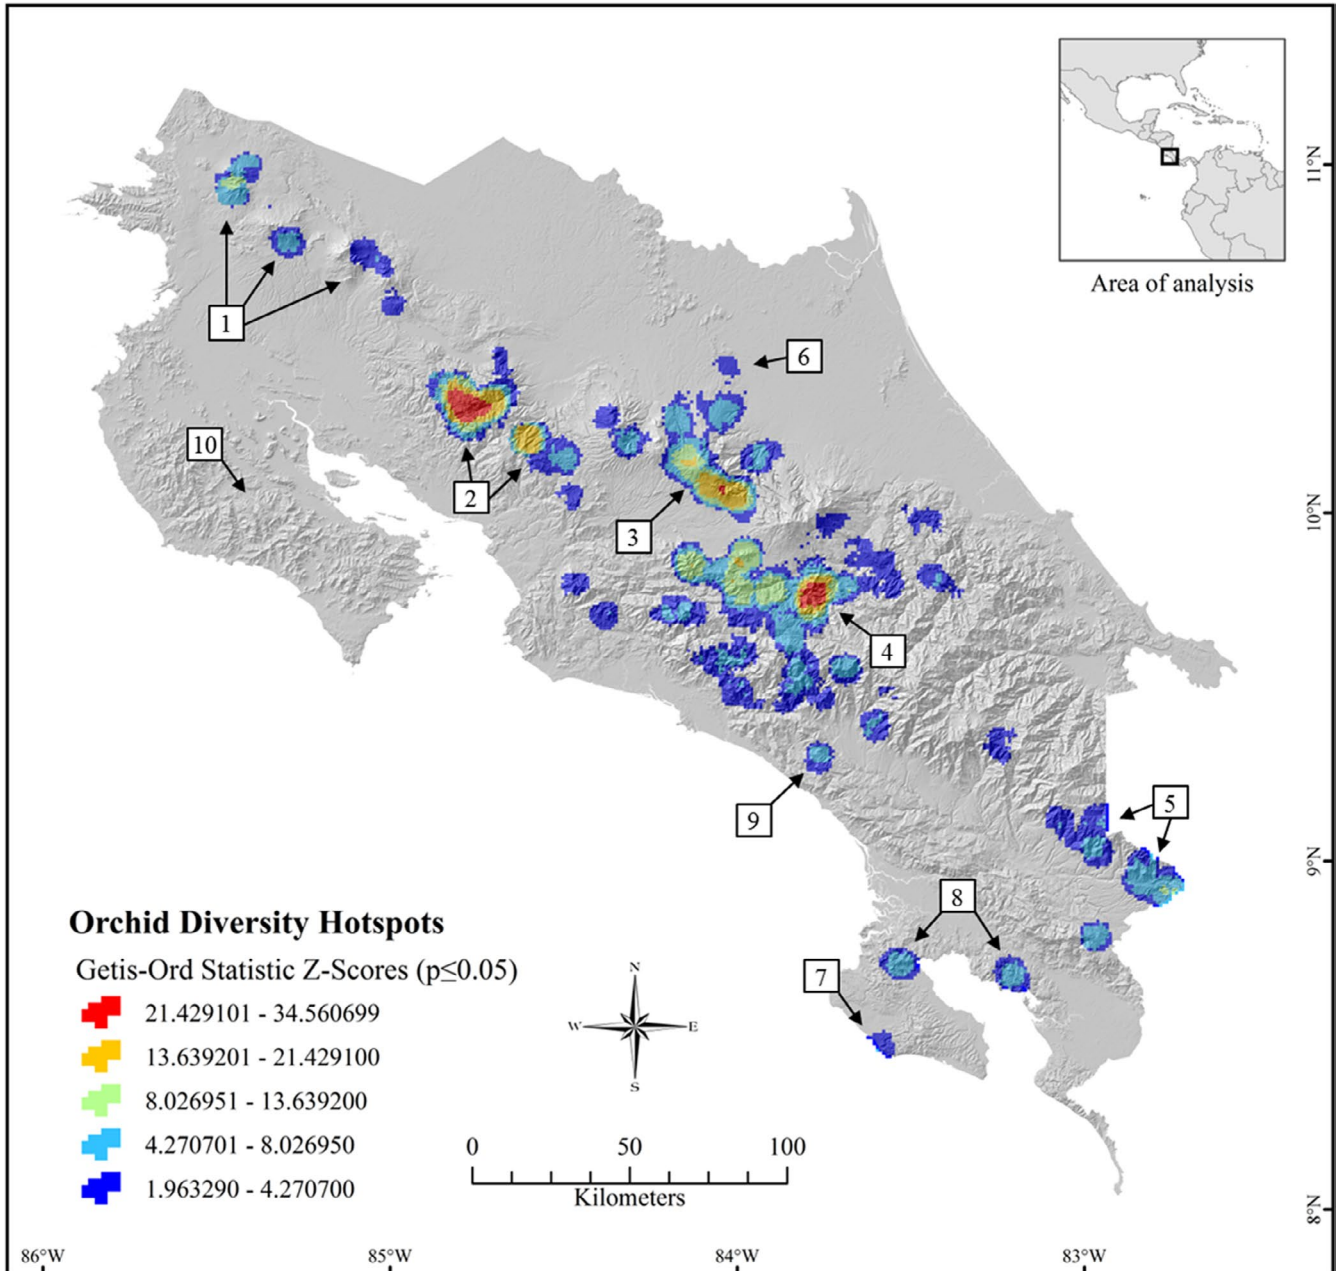 Area of analysis
11°N
1
6
10
2
3
10°N
4
9
5
9°N
8
7
Orchid Diversity Hotspots
Getis-Ord Statistic Z-Scores (p≤0.05)
21.429101 - 34.560699
13.639201 - 21.429100
8.026951 - 13.639200
4.270701 - 8.026950
1.963290 - 4.270700
N
W E
S
0 50 100
Kilometers
8°N
86°W 85°W 84°W 83°W